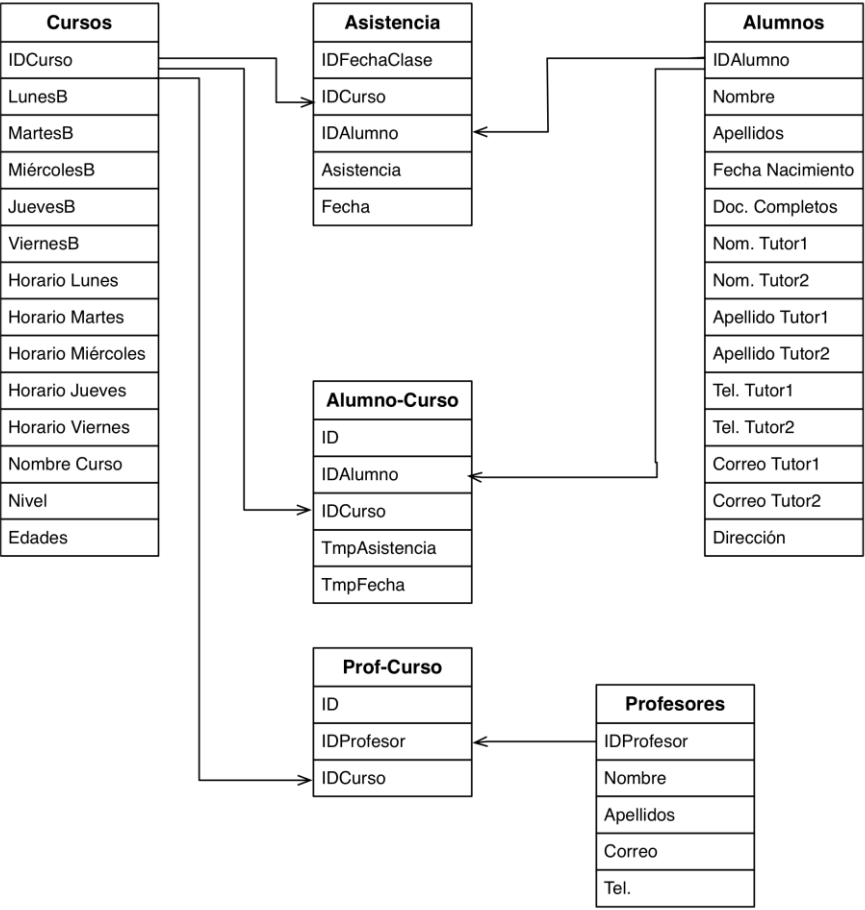 Cursos
IDCurso
LunesB
MartesB
MiércolesB
JuevesB
ViernesB
Horario Lunes
Horario Martes
Horario Miércoles
Horario Jueves
Horario Viernes
Nombre Curso
Nivel
Edades
Asistencia
IDFechaClase
IDCurso
IDAlumno
Asistencia
Fecha
Alumnos
IDAlumno
Nombre
Apellidos
Fecha Nacimiento
Doc. Completos
Nom. Tutor1
Nom. Tutor2
Apellido Tutor1
Apellido Tutor2
Tel. Tutor1
Tel. Tutor2
Correo Tutor1
Correo Tutor2
Dirección
Alumno-Curso
ID
IDAlumno
IDCurso
TmpAsistencia
TmpFecha
Prof-Curso
ID
IDProfesor
IDCurso
Profesores
IDProfesor
Nombre
Apellidos
Correo
Tel.